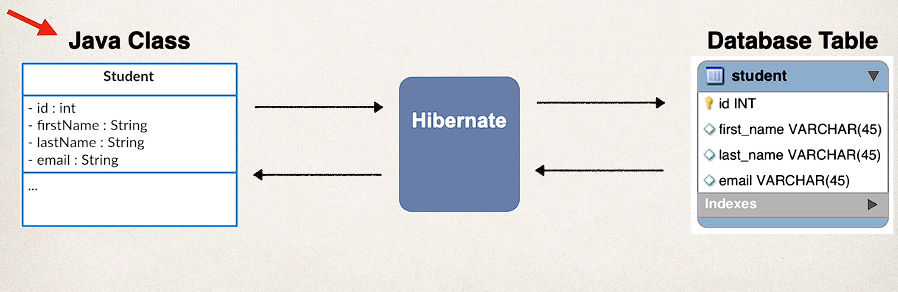 Java Class
Student
- id : int
- firstName : String
- lastName : String
- email : String
...
Hibernate
Database Table
student
id INT
first_name VARCHAR(45)
last_name VARCHAR(45)
email VARCHAR(45)
Indexes